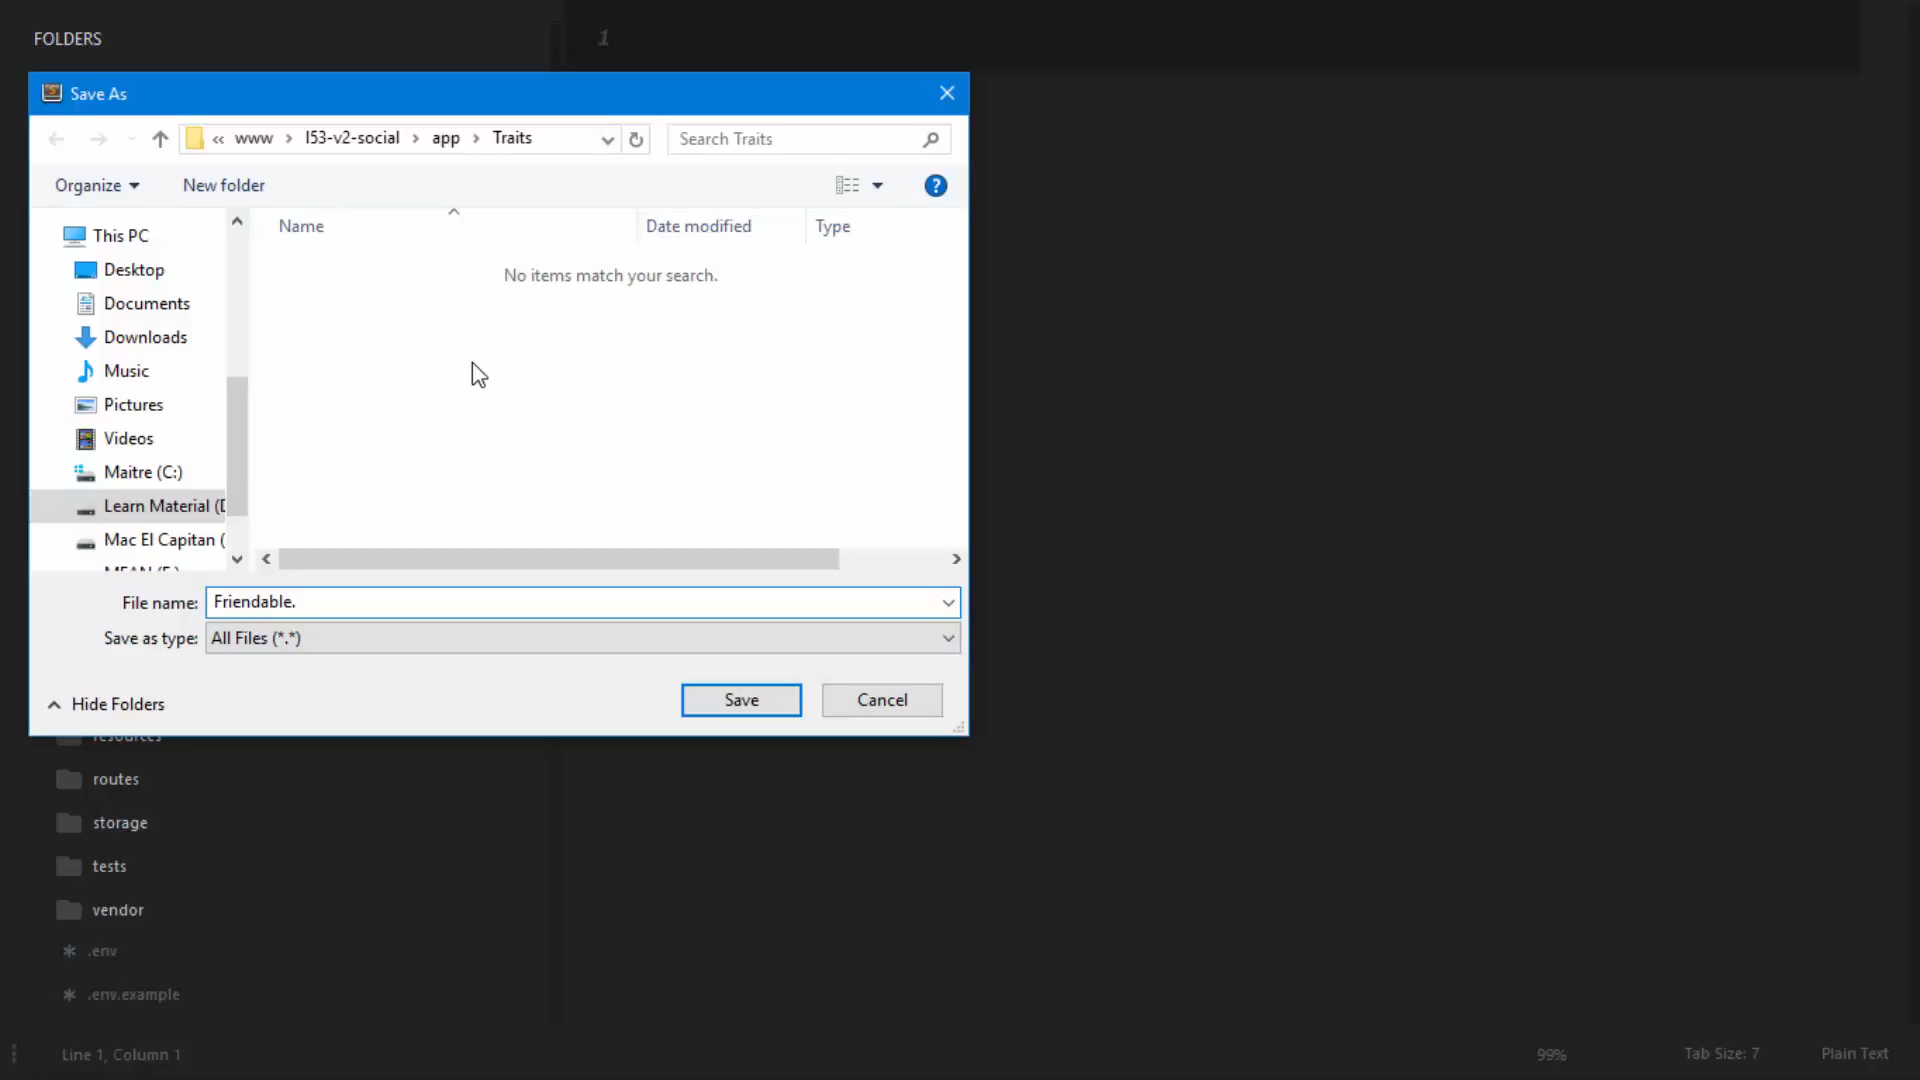 FOLDERS
1
Save As
« www › l53-v2-social › app › Traits
Search Traits
Organize
New folder
?
This PC
Desktop
Documents
Downloads
Music
Pictures
Videos
Maitre (C:)
Learn Material (D
Mac El Capitan (
Name
Date modified
Type
No items match your search.
File name:
Friendable.
Save as type:
All Files (*.*)
Hide Folders
Save
Cancel
resources
routes
storage
tests
vendor
.env
.env.example
Line 1, Column 1
99%
Tab Size: 7
Plain Text